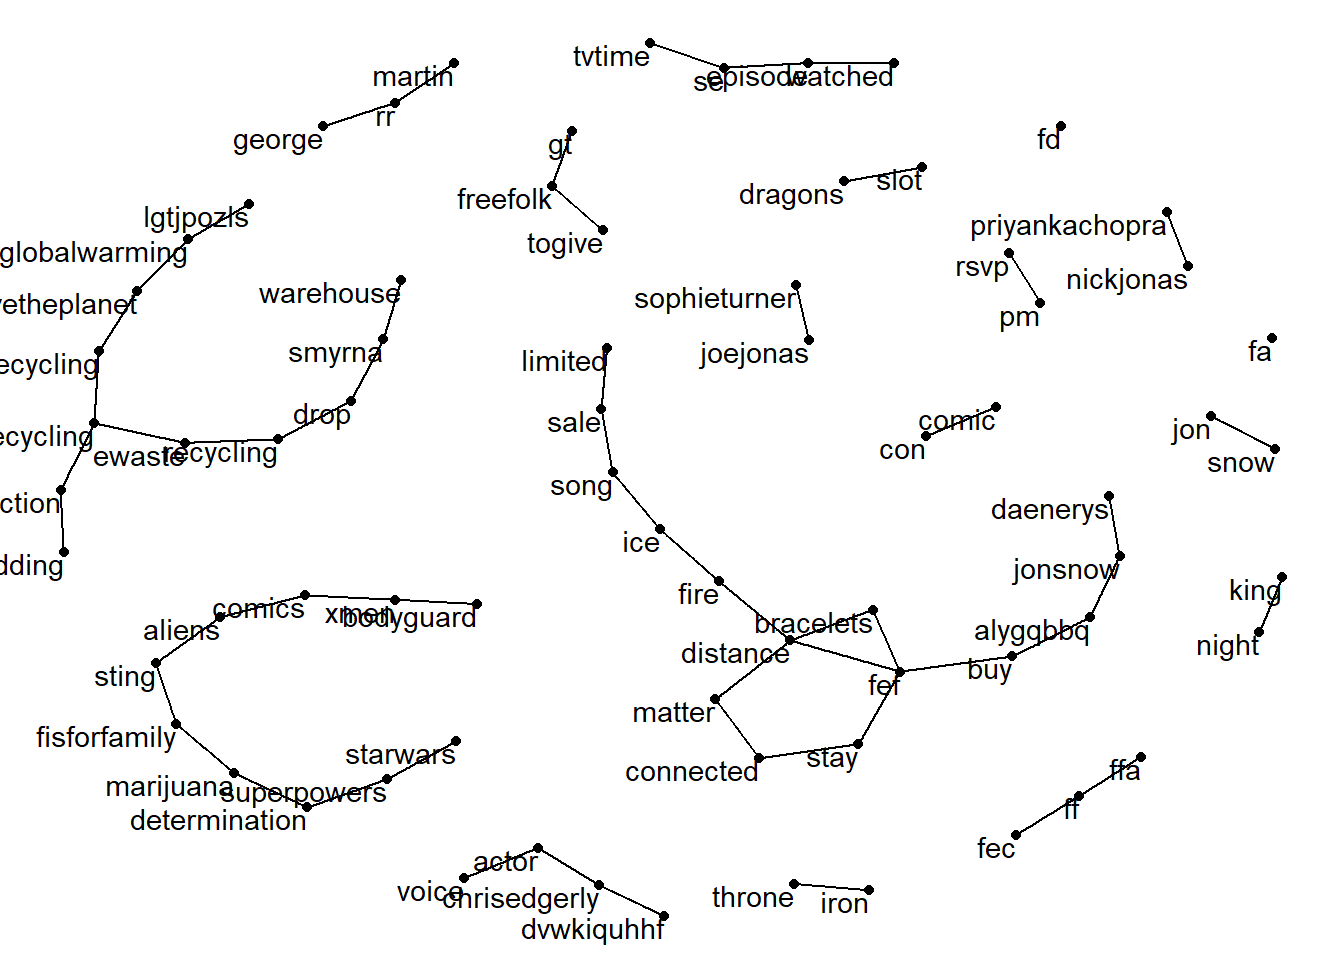 tvtime
martin
se
episode
watched
rr
george
gt
fd
dragons
slot
freefolk
lgtjpozls
togive
priyankachopra
globalwarming
rsvp
nickjonas
warehouse
sophieturner
vetheplanet
pm
smyrna
joejonas
fa
limited
ecycling
drop
sale
comic
jon
ecycling
ewaste
recycling
con
snow
song
ction
daenerys
ice
dding
jonsnow
fire
king
comics
xmen
bodyguard
bracelets
aliens
alygqbbq
distance
night
sting
buy
fef
matter
fisforfamily
starwars
stay
connected
ffa
marijuana
superpowers
ff
determination
fec
actor
voice
chrisedgerly
throne
iron
dvwkiquhhf